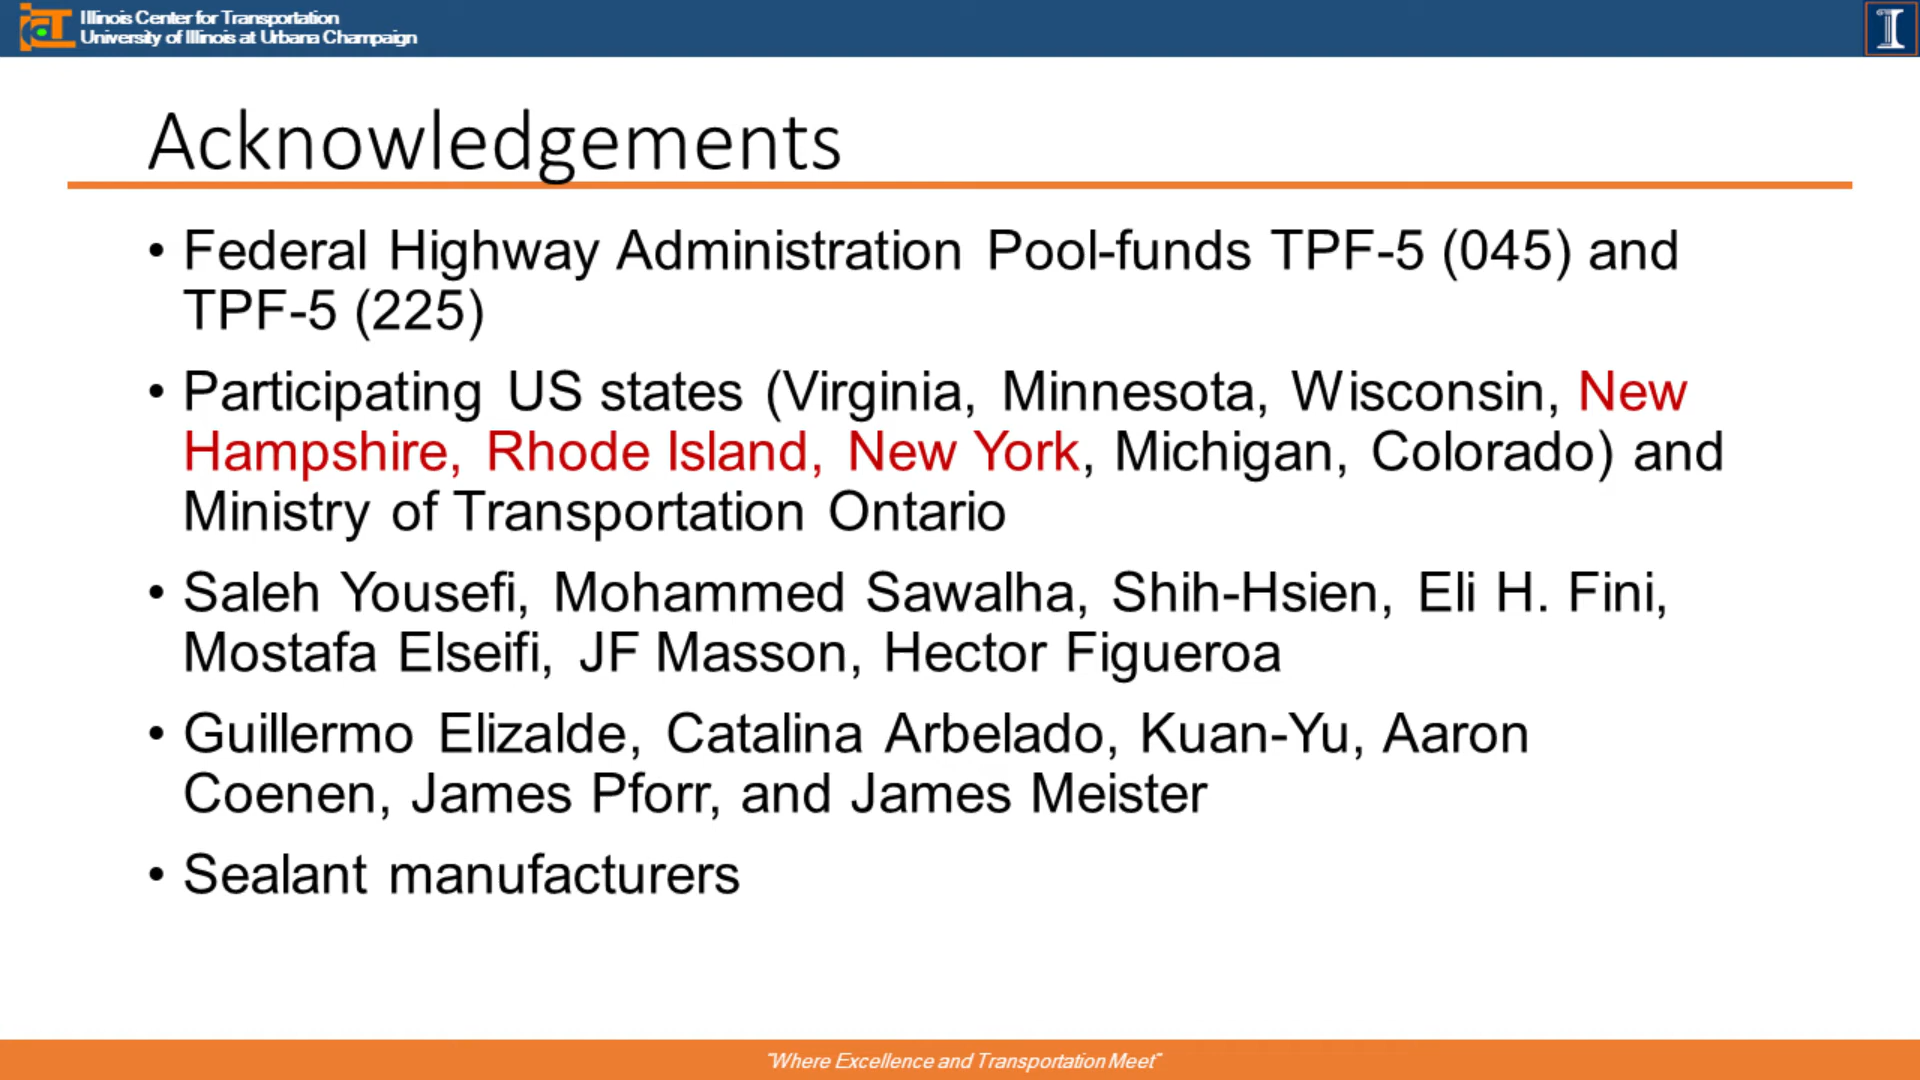 ICT
Illinois Center for Transportation
University of Illinois at Urbana Champaign
I
Acknowledgements
• Federal Highway Administration Pool-funds TPF-5 (045) and
TPF-5 (225)
• Participating US states (Virginia, Minnesota, Wisconsin, New
Hampshire, Rhode Island, New York, Michigan, Colorado) and
Ministry of Transportation Ontario
• Saleh Yousefi, Mohammed Sawalha, Shih-Hsien, Eli H. Fini,
Mostafa Elseifi, JF Masson, Hector Figueroa
• Guillermo Elizalde, Catalina Arbelado, Kuan-Yu, Aaron
Coenen, James Pforr, and James Meister
• Sealant manufacturers
"Where Excellence and Transportation Meet"